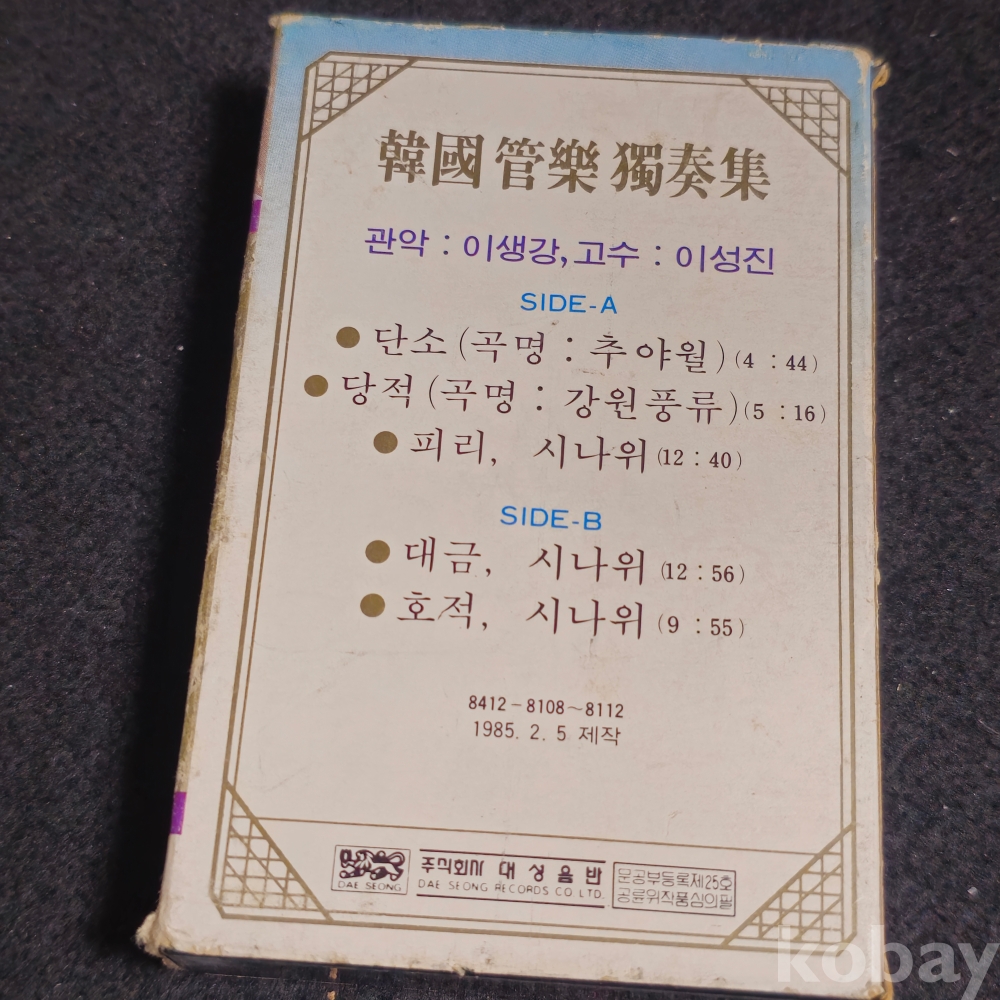 韓國 管樂 獨奏集
관악 : 이생강, 고수 : 이성진
SIDE-A
● 단소 (곡명 : 추야월) (4 : 44)
● 당적 (곡명 : 강원풍류) (5 : 16)
● 피리, 시나위 (12 : 40)
SIDE-B
● 대금, 시나위 (12 : 56)
● 호적, 시나위 (9 : 55)
8412-8108~8112
1985. 2. 5 제작
DAE SEONG
주식회사 대성음반
DAE SEONG RECORDS CO LTD.
문공부등록제25호
공륜위작품심의필
kobay